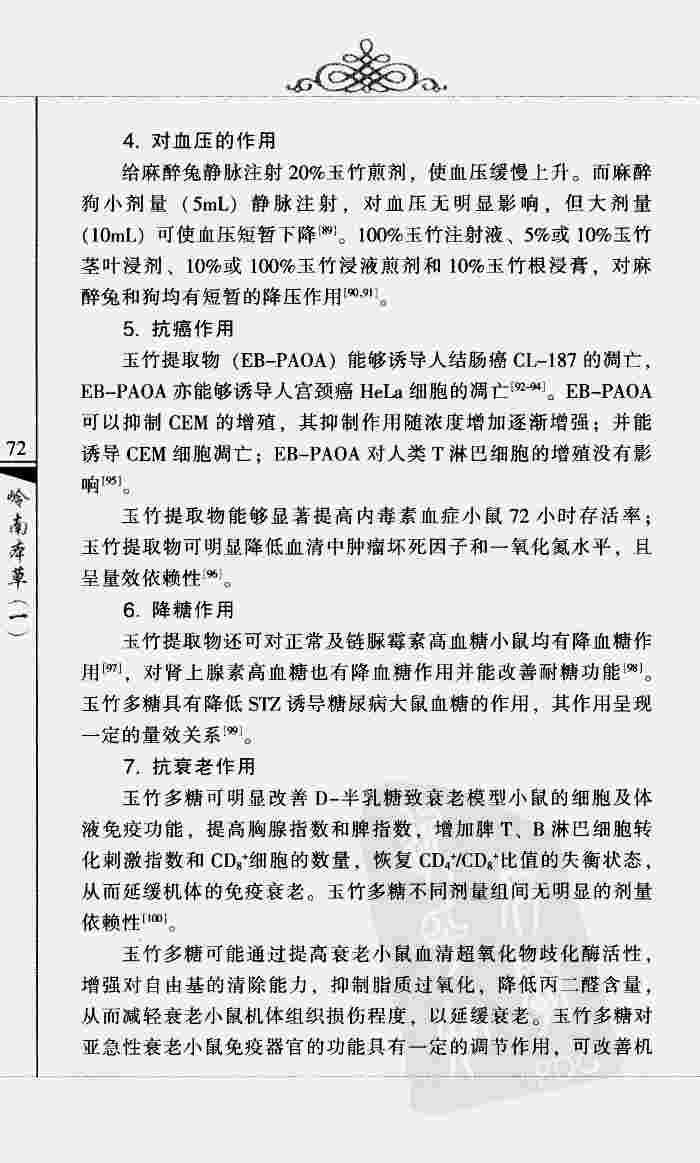 4. 对血压的作用
给麻醉兔静脉注射 20%玉竹煎剂，使血压缓慢上升。而麻醉
狗小剂量（5mL）静脉注射，对血压无明显影响，但大剂量
(10mL）可使血压短暂下降[89]。100%玉竹注射液、5%或 10%玉竹
茎叶浸剂、10%或 100%玉竹浸液煎剂和 10%玉竹根浸膏，对麻
醉兔和狗均有短暂的降压作用[90,91]。
5. 抗癌作用
玉竹提取物（EB-PAOA）能够诱导人结肠癌 CL-187 的凋亡，
EB-PAOA 亦能够诱导人宫颈癌 HeLa 细胞的凋亡[92-94]。EB-PAOA
可以抑制 CEM 的增殖，其抑制作用随浓度增加逐渐增强；并能
诱导 CEM 细胞凋亡；EB-PAOA 对人类 T 淋巴细胞的增殖没有影
响[95]。
玉竹提取物能够显著提高内毒素血症小鼠 72 小时存活率；
玉竹提取物可明显降低血清中肿瘤坏死因子和一氧化氮水平，且
呈量效依赖性[96]。
6. 降糖作用
玉竹提取物还可对正常及链脲霉素高血糖小鼠均有降血糖作
用[97]，对肾上腺素高血糖也有降血糖作用并能改善耐糖功能[98]。
玉竹多糖具有降低 STZ 诱导糖尿病大鼠血糖的作用，其作用呈现
一定的量效关系[99]。
7. 抗衰老作用
玉竹多糖可明显改善 D-半乳糖致衰老模型小鼠的细胞及体
液免疫功能，提高胸腺指数和脾指数，增加脾 T、B 淋巴细胞转
化刺激指数和 CD₈⁺细胞的数量，恢复 CD₄⁺/CD₈⁺比值的失衡状态，
从而延缓机体的免疫衰老。玉竹多糖不同剂量组间无明显的剂量
依赖性[100]。
玉竹多糖可能通过提高衰老小鼠血清超氧化物歧化酶活性，
增强对自由基的清除能力，抑制脂质过氧化，降低丙二醛含量，
从而减轻衰老小鼠机体组织损伤程度，以延缓衰老。玉竹多糖对
亚急性衰老小鼠免疫器官的功能具有一定的调节作用，可改善机
72
岭南本草（一）